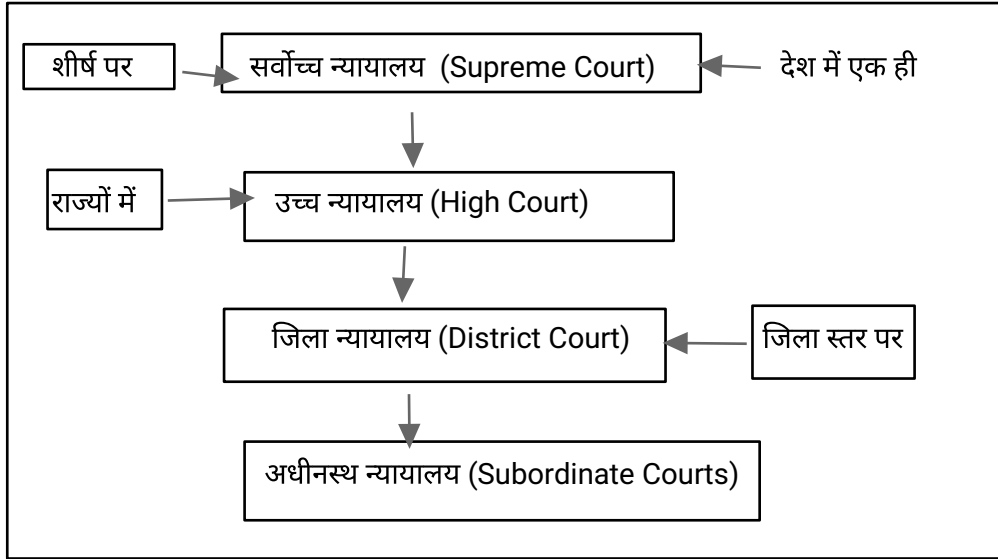 शीर्ष पर
सर्वोच्च न्यायालय (Supreme Court)
देश में एक ही
राज्यों में
उच्च न्यायालय (High Court)
जिला न्यायालय (District Court)
जिला स्तर पर
अधीनस्थ न्यायालय (Subordinate Courts)